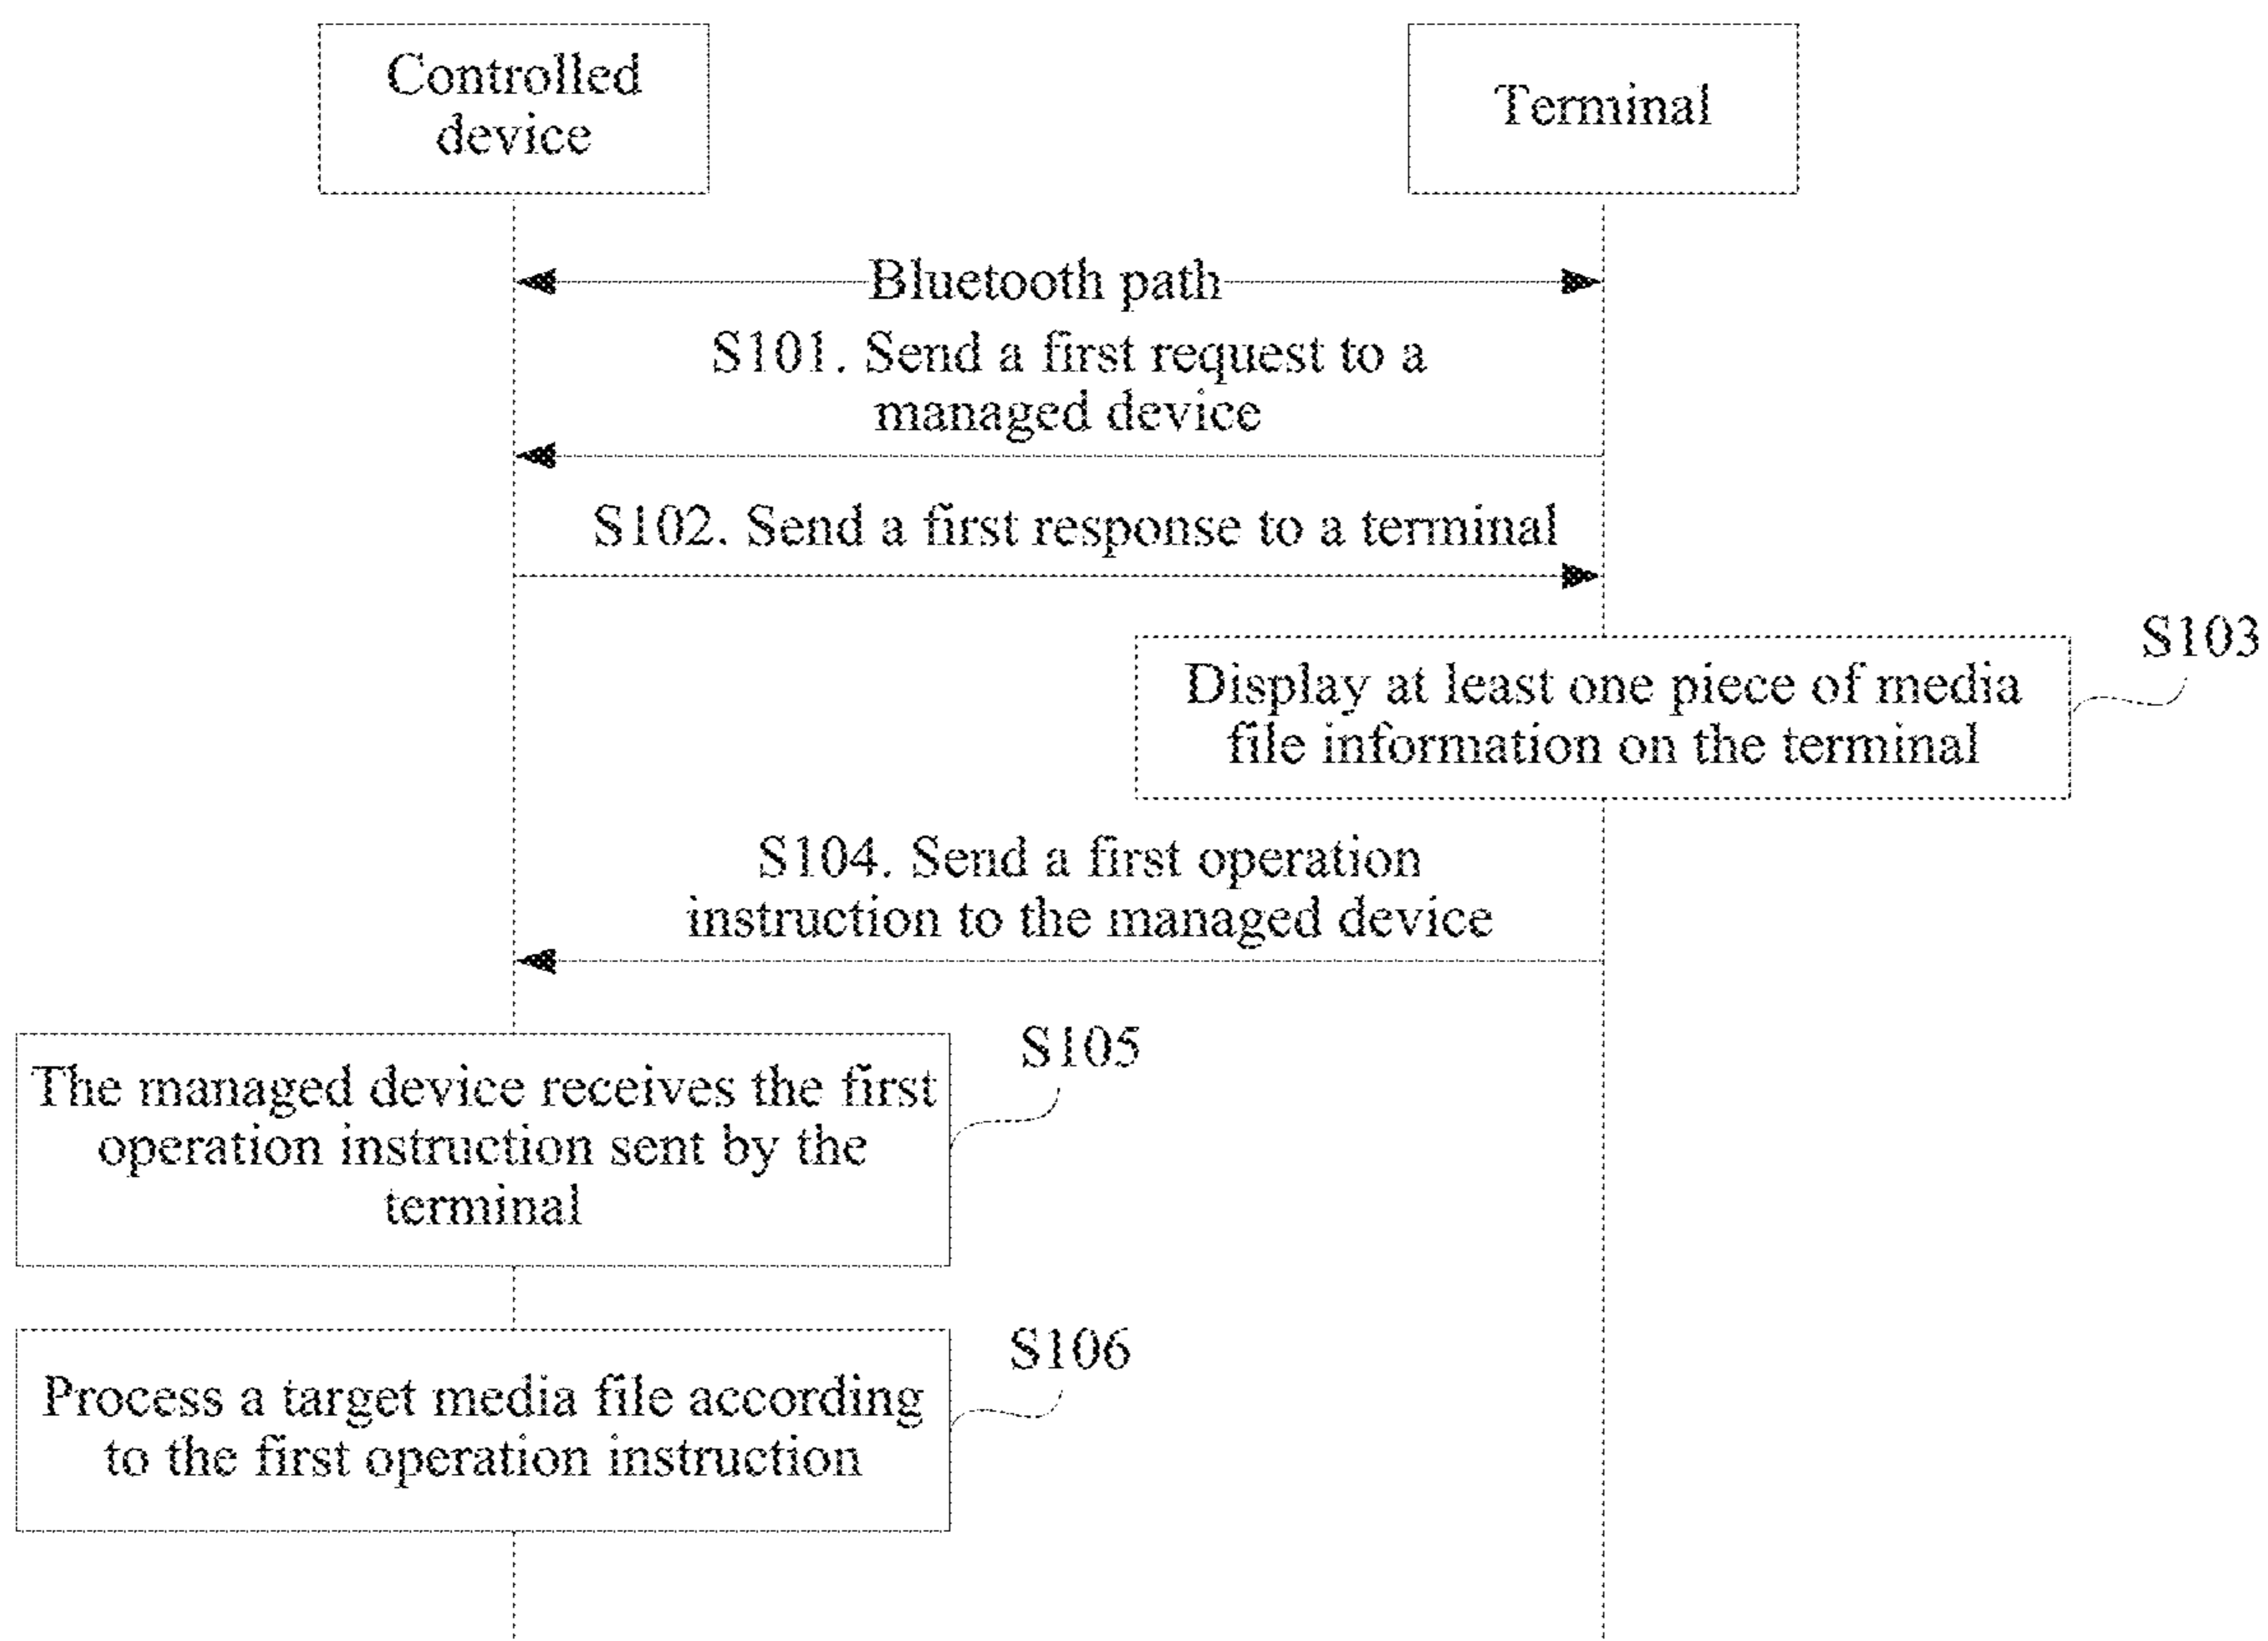 Controlled
device
Terminal
Bluetooth path
S101. Send a first request to a
managed device
S102. Send a first response to a terminal
S103
Display at least one piece of media
file information on the terminal
S104. Send a first operation
instruction to the managed device
S105
The managed device receives the first
operation instruction sent by the
terminal
S106
Process a target media file according
to the first operation instruction